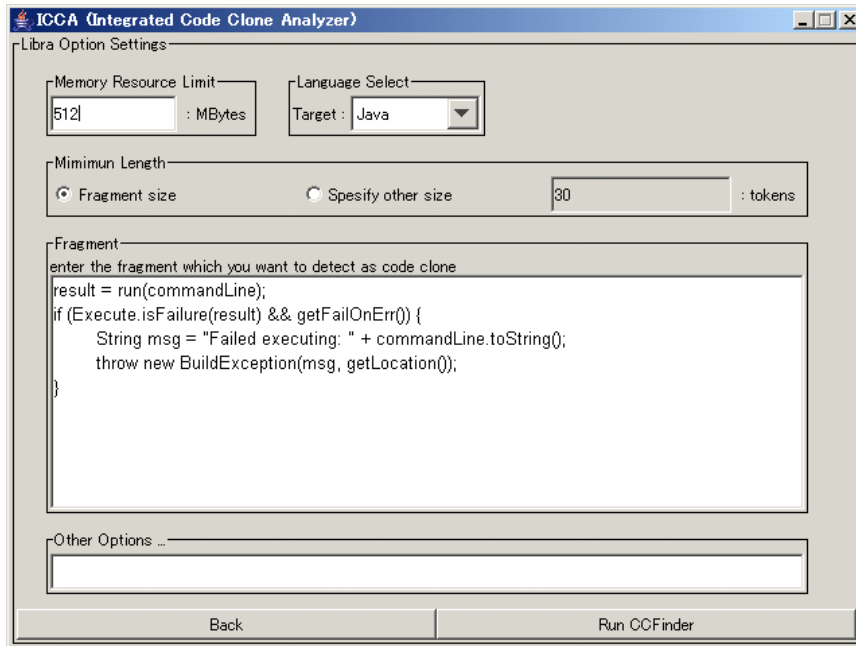 ICCA (Integrated Code Clone Analyzer)
Libra Option Settings
Memory Resource Limit
512 : MBytes
Language Select
Target : Java
Mimimun Length
Fragment size
Spesify other size
30 : tokens
Fragment
enter the fragment which you want to detect as code clone
result = run(commandLine);
if (Execute.isFailure(result) && getFailOnErr()) {
String msg = "Failed executing: " + commandLine.toString();
throw new BuildException(msg, getLocation());
}
Other Options ...
Back
Run CCFinder